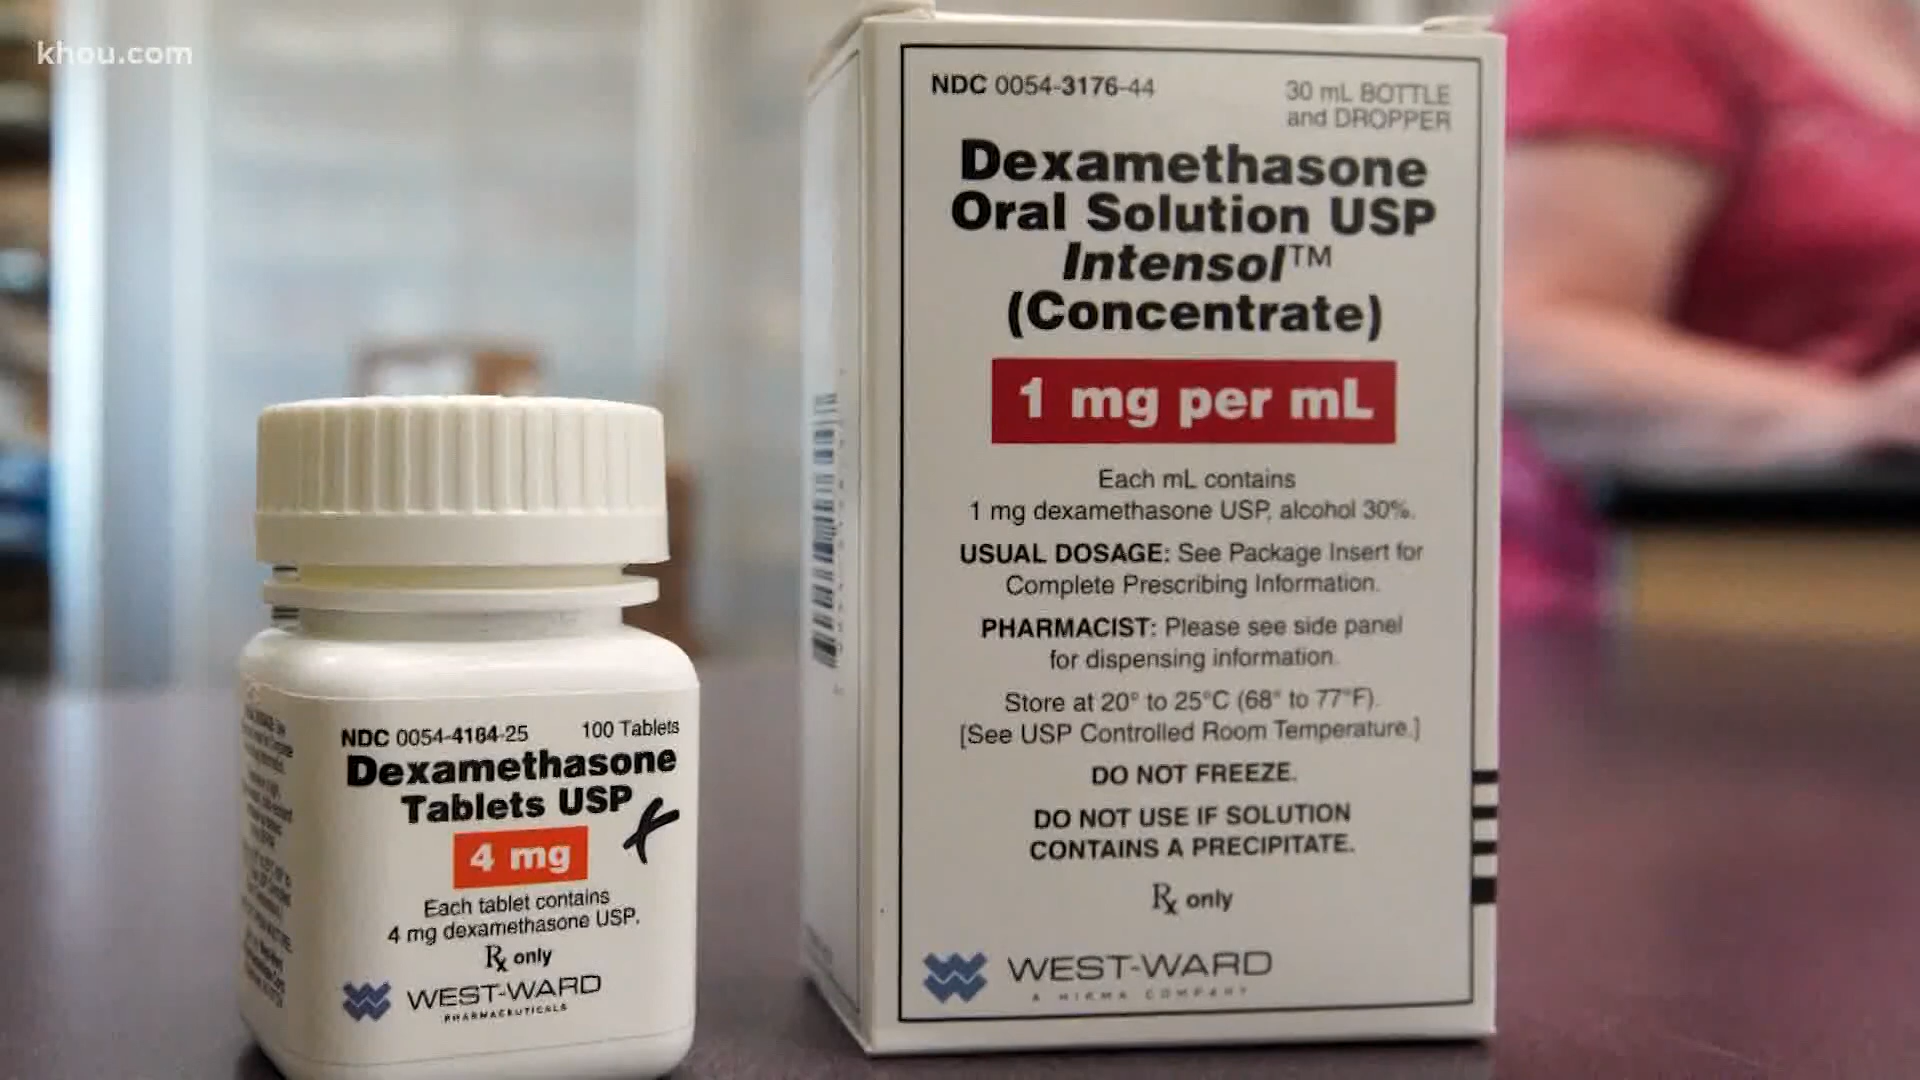 khou.com
NDC 0054-4184-25 100 Tablets
Dexamethasone
Tablets USP
4 mg
Each tablet contains
4 mg dexamethasone USP.
Rx only
WEST-WARD
PHARMACEUTICALS
NDC 0054-3176-44
30 mL BOTTLE
and DROPPER
Dexamethasone
Oral Solution USP
Intensol™
(Concentrate)
1 mg per mL
Each mL contains
1 mg dexamethasone USP, alcohol 30%.
USUAL DOSAGE: See Package Insert for
Complete Prescribing Information.
PHARMACIST: Please see side panel
for dispensing information.
Store at 20° to 25°C (68° to 77°F).
[See USP Controlled Room Temperature.]
DO NOT FREEZE.
DO NOT USE IF SOLUTION
CONTAINS A PRECIPITATE.
Rx only
WEST-WARD
A HIKMA COMPANY